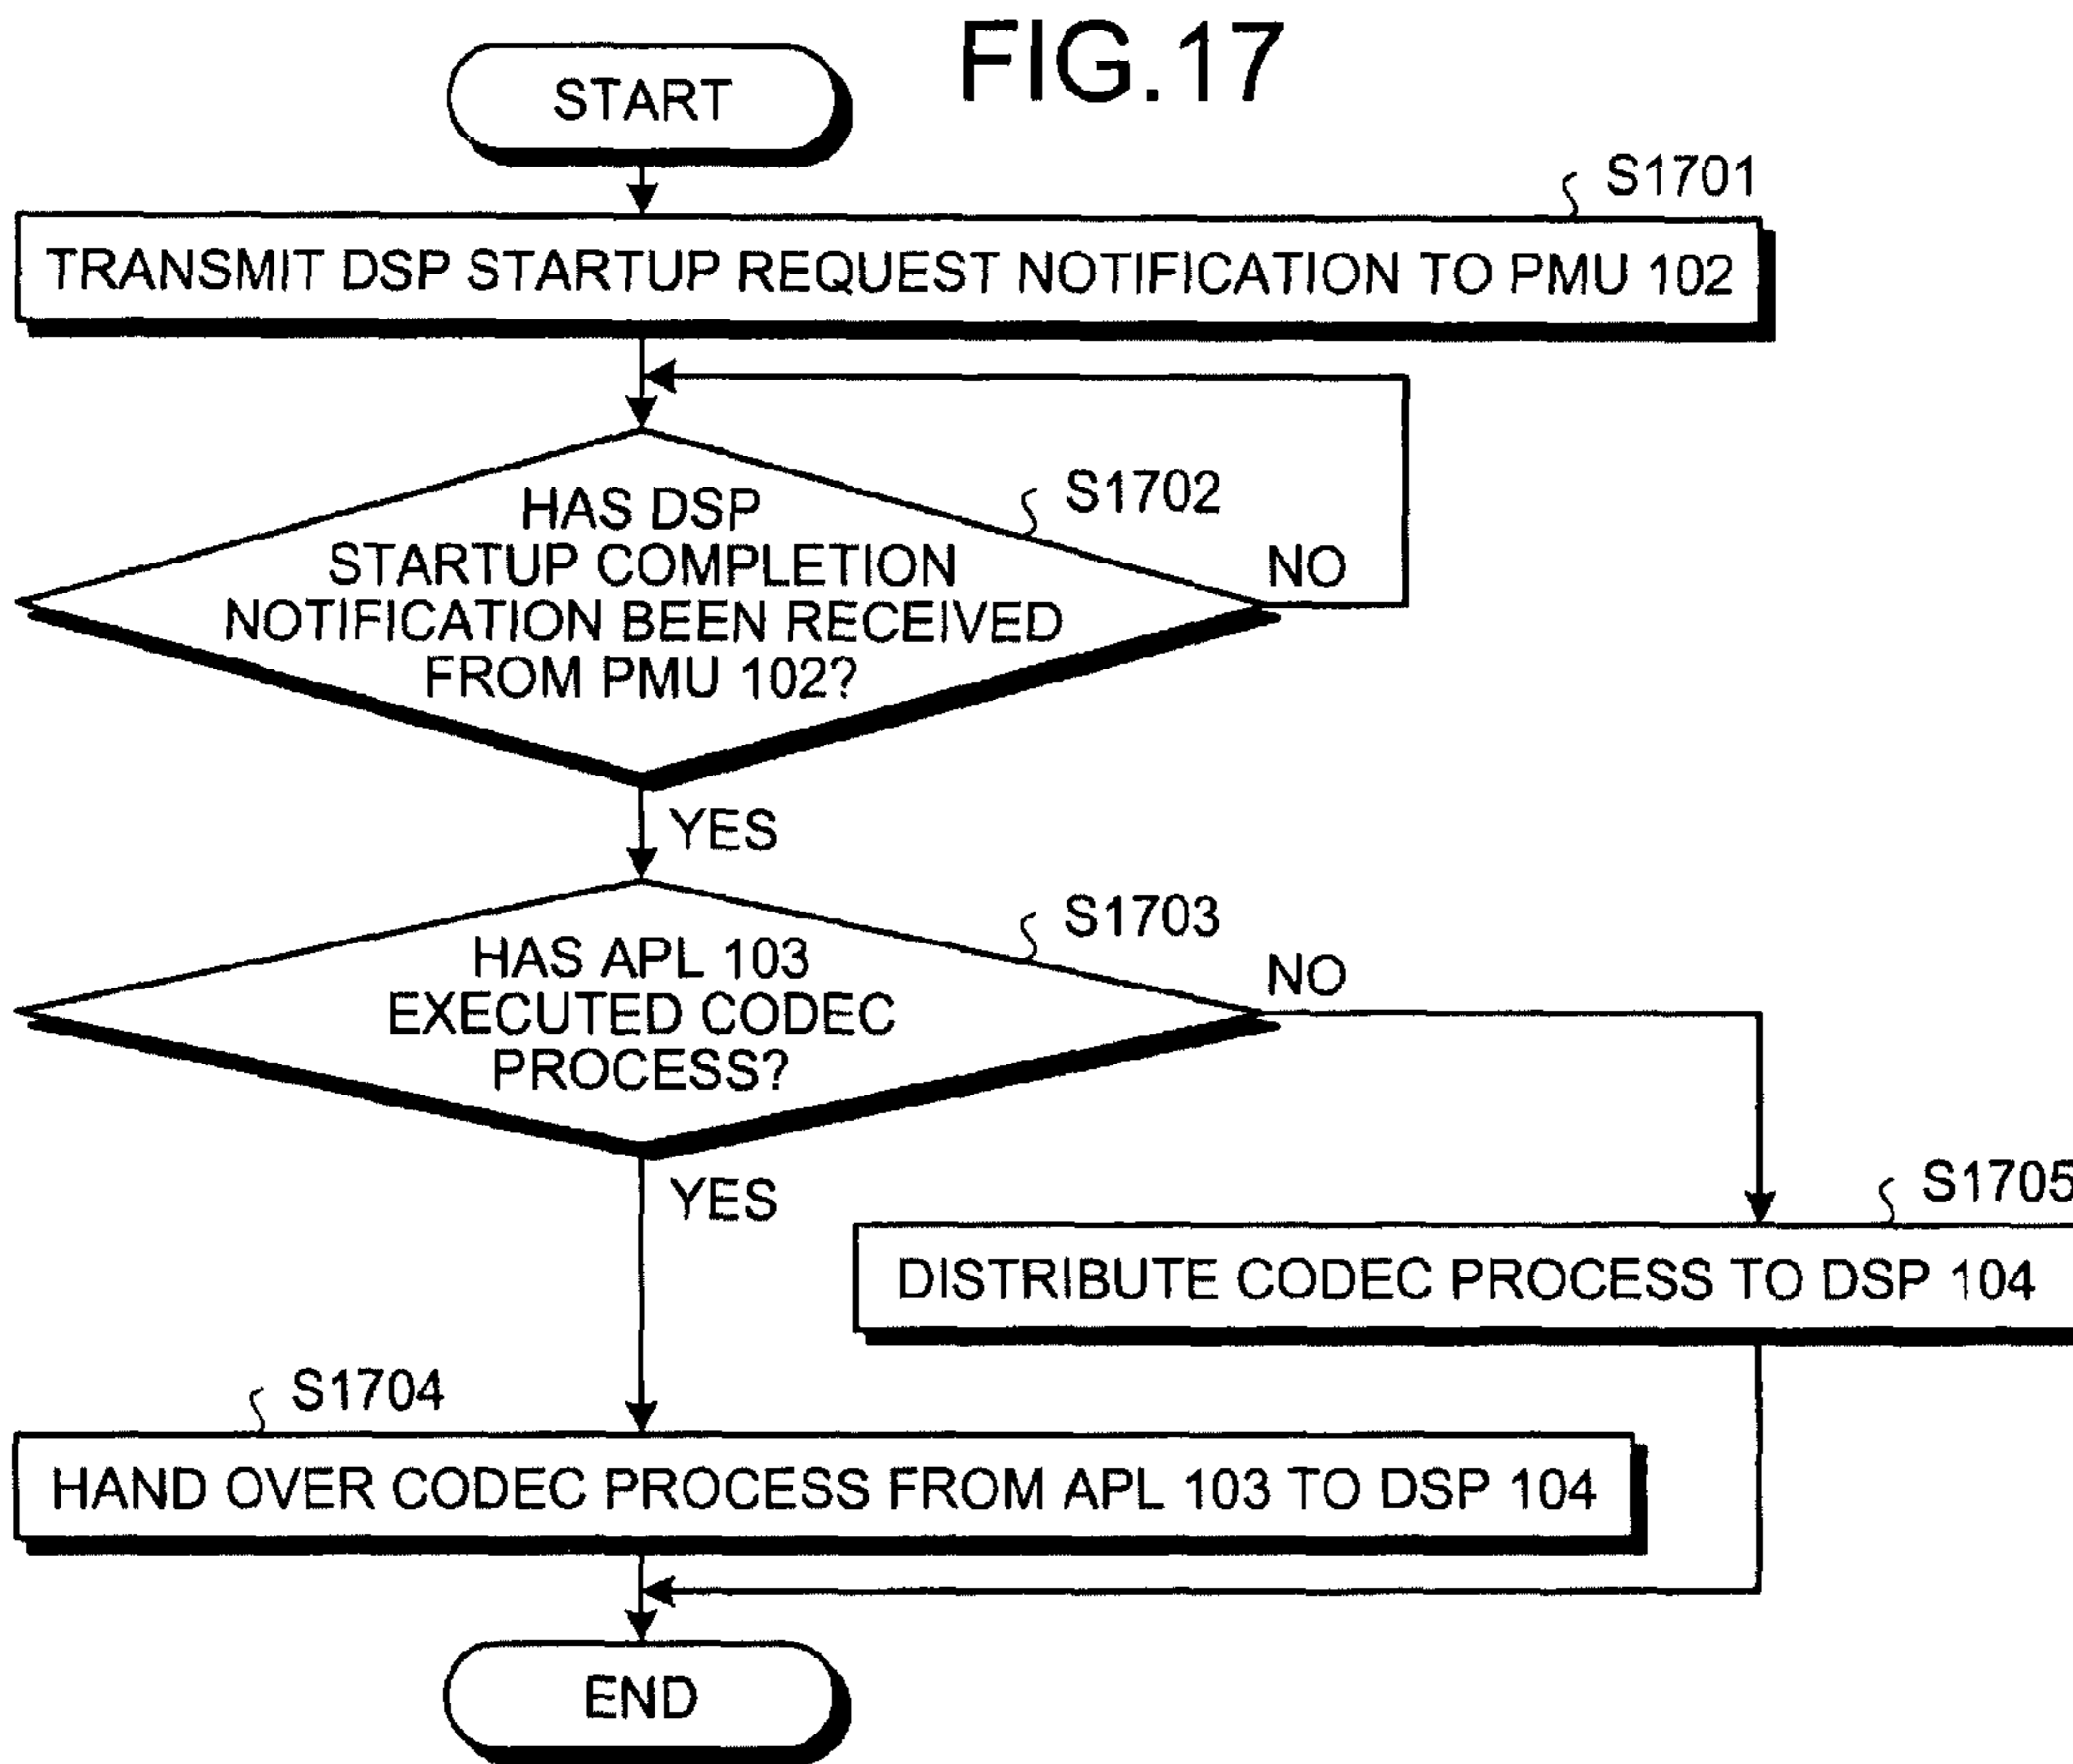 FIG.17
START
S1701
TRANSMIT DSP STARTUP REQUEST NOTIFICATION TO PMU 102
S1702
HAS DSP
STARTUP COMPLETION
NOTIFICATION BEEN RECEIVED
FROM PMU 102?
NO
YES
S1703
HAS APL 103
EXECUTED CODEC
PROCESS?
NO
YES
S1705
DISTRIBUTE CODEC PROCESS TO DSP 104
S1704
HAND OVER CODEC PROCESS FROM APL 103 TO DSP 104
END